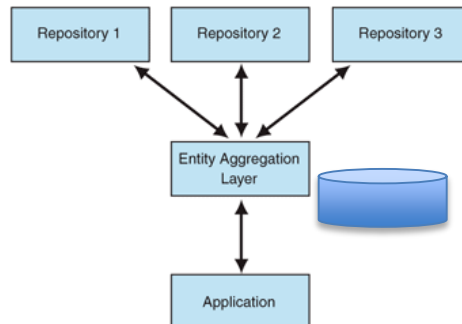 Repository 1
Repository 2
Repository 3
Entity Aggregation
Layer
Application